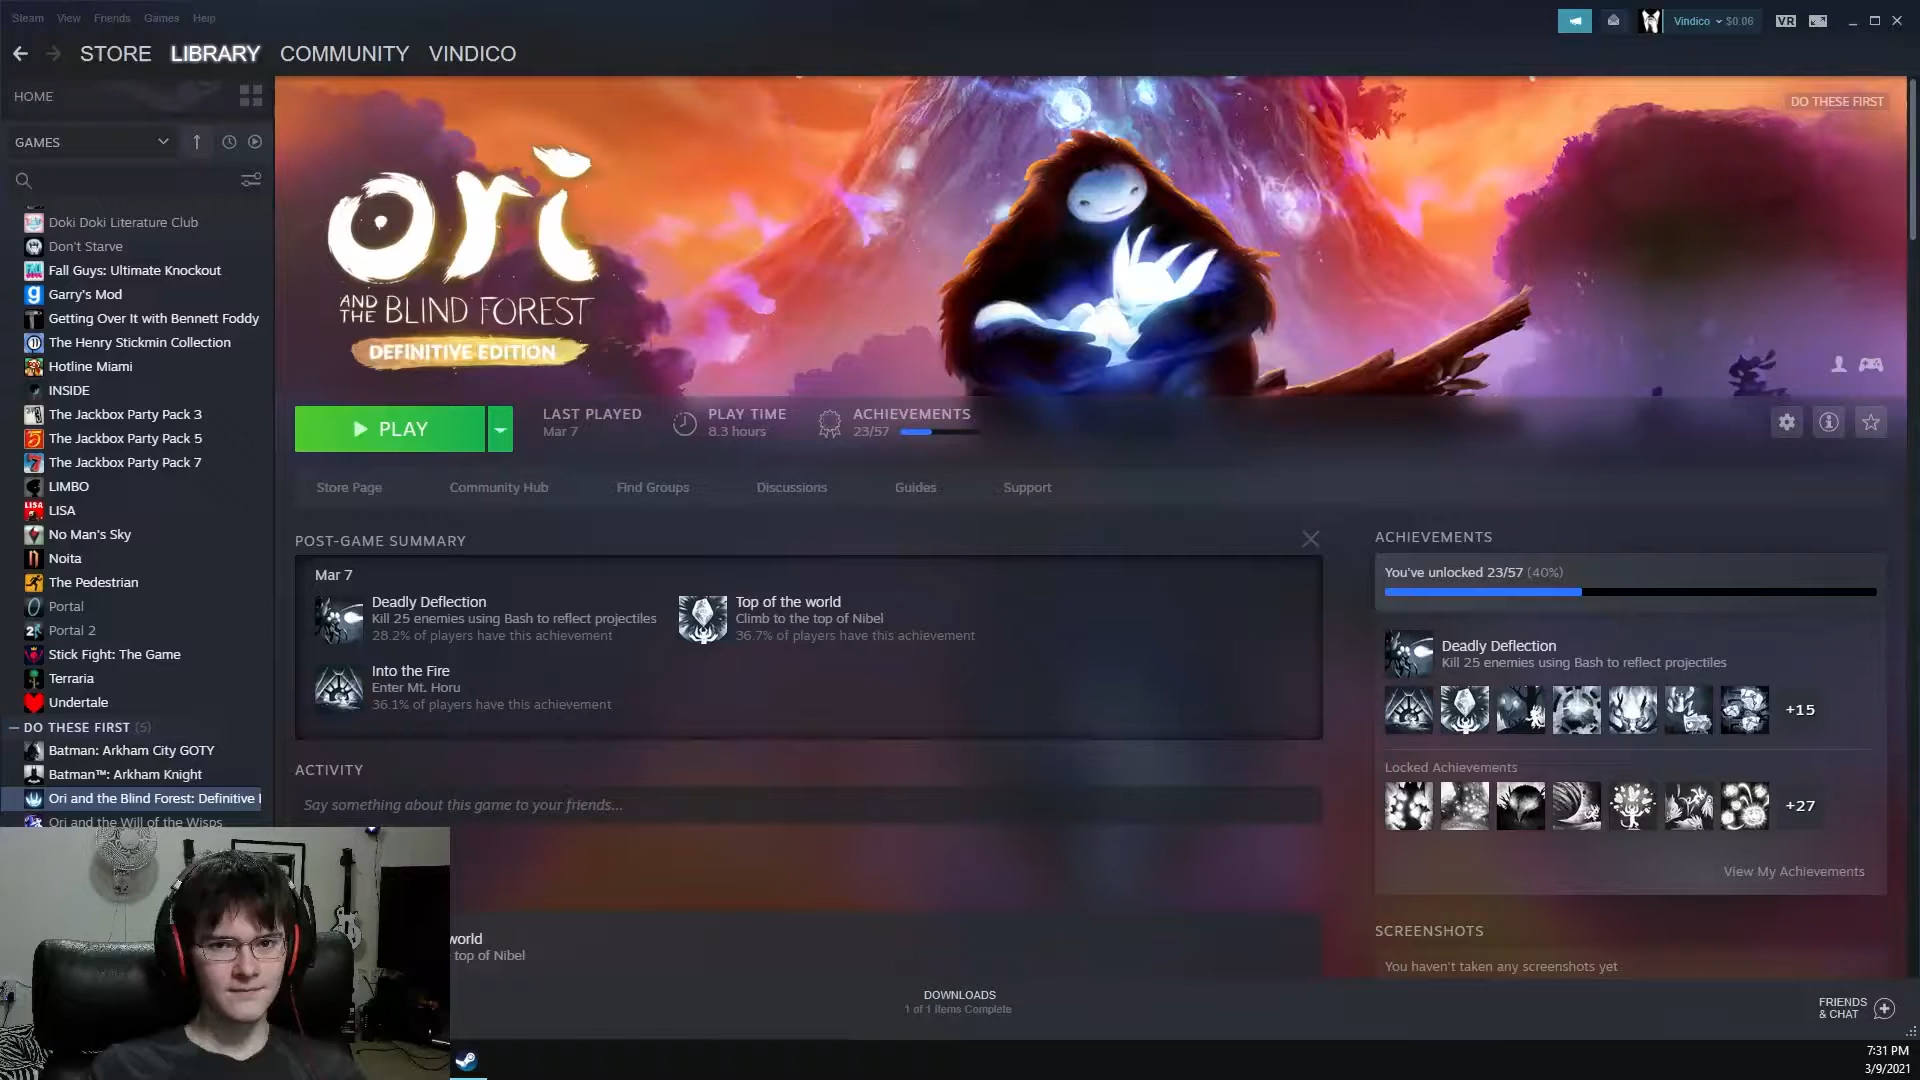 Steam View Friends Games Help
Vindico $0.06
VR
STORE LIBRARY COMMUNITY VINDICO
HOME
GAMES
Doki Doki Literature Club
Don't Starve
Fall Guys: Ultimate Knockout
Garry's Mod
Getting Over It with Bennett Foddy
The Henry Stickmin Collection
Hotline Miami
INSIDE
The Jackbox Party Pack 3
The Jackbox Party Pack 5
The Jackbox Party Pack 7
LIMBO
LISA
No Man's Sky
Noita
The Pedestrian
Portal
Portal 2
Stick Fight: The Game
Terraria
Undertale
DO THESE FIRST (5)
Batman: Arkham City GOTY
Batman™: Arkham Knight
Ori and the Blind Forest: Definitive
Ori and the Will of the Wisps
DO THESE FIRST
ori
AND THE BLIND FOREST
DEFINITIVE EDITION
PLAY
LAST PLAYED
Mar 7
PLAY TIME
8.3 hours
ACHIEVEMENTS
23/57
Store Page Community Hub Find Groups Discussions Guides Support
POST-GAME SUMMARY
Mar 7
Deadly Deflection
Kill 25 enemies using Bash to reflect projectiles
28.2% of players have this achievement
Top of the world
Climb to the top of Nibel
36.7% of players have this achievement
Into the Fire
Enter Mt. Horu
36.1% of players have this achievement
ACTIVITY
Say something about this game to your friends...
world
top of Nibel
ACHIEVEMENTS
You've unlocked 23/57 (40%)
Deadly Deflection
Kill 25 enemies using Bash to reflect projectiles
+15
Locked Achievements
+27
View My Achievements
SCREENSHOTS
You haven't taken any screenshots yet
DOWNLOADS
1 of 1 Items Complete
FRIENDS
& CHAT
7:31 PM
3/9/2021